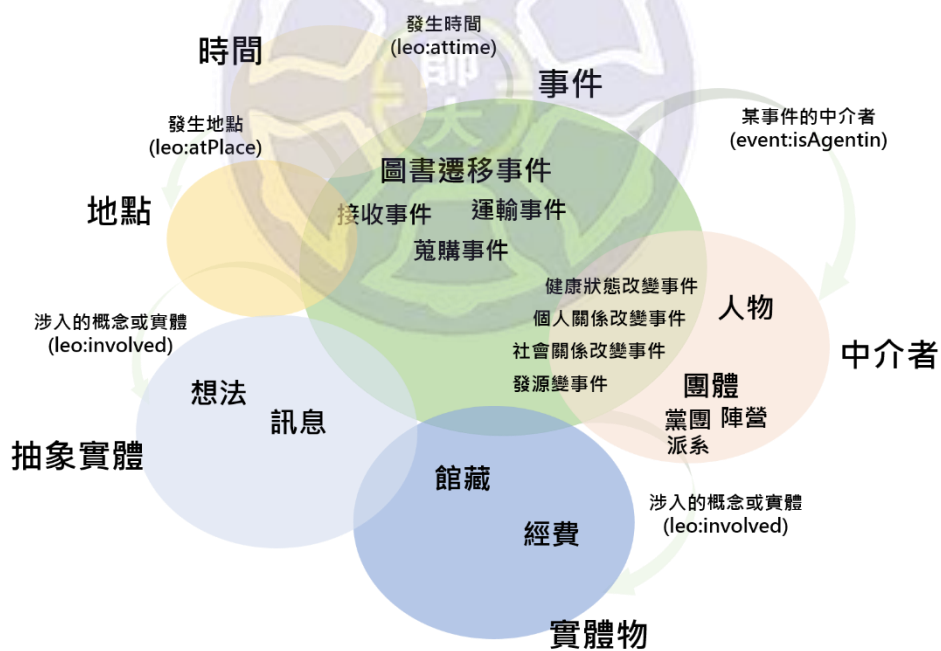 發生時間
(leo:attime)
時間
師
大
事件
發生地點
(leo:atPlace)
某事件的中介者
(event:isAgentin)
圖書遷移事件
地點
接收事件
運輸事件
蒐購事件
健康狀態改變事件
人物
個人關係改變事件
涉入的概念或實體
(leo:involved)
社會關係改變事件
中介者
發源變事件
團體
想法
黨團 陣營
訊息
派系
抽象實體
館藏
涉入的概念或實體
(leo:involved)
經費
實體物